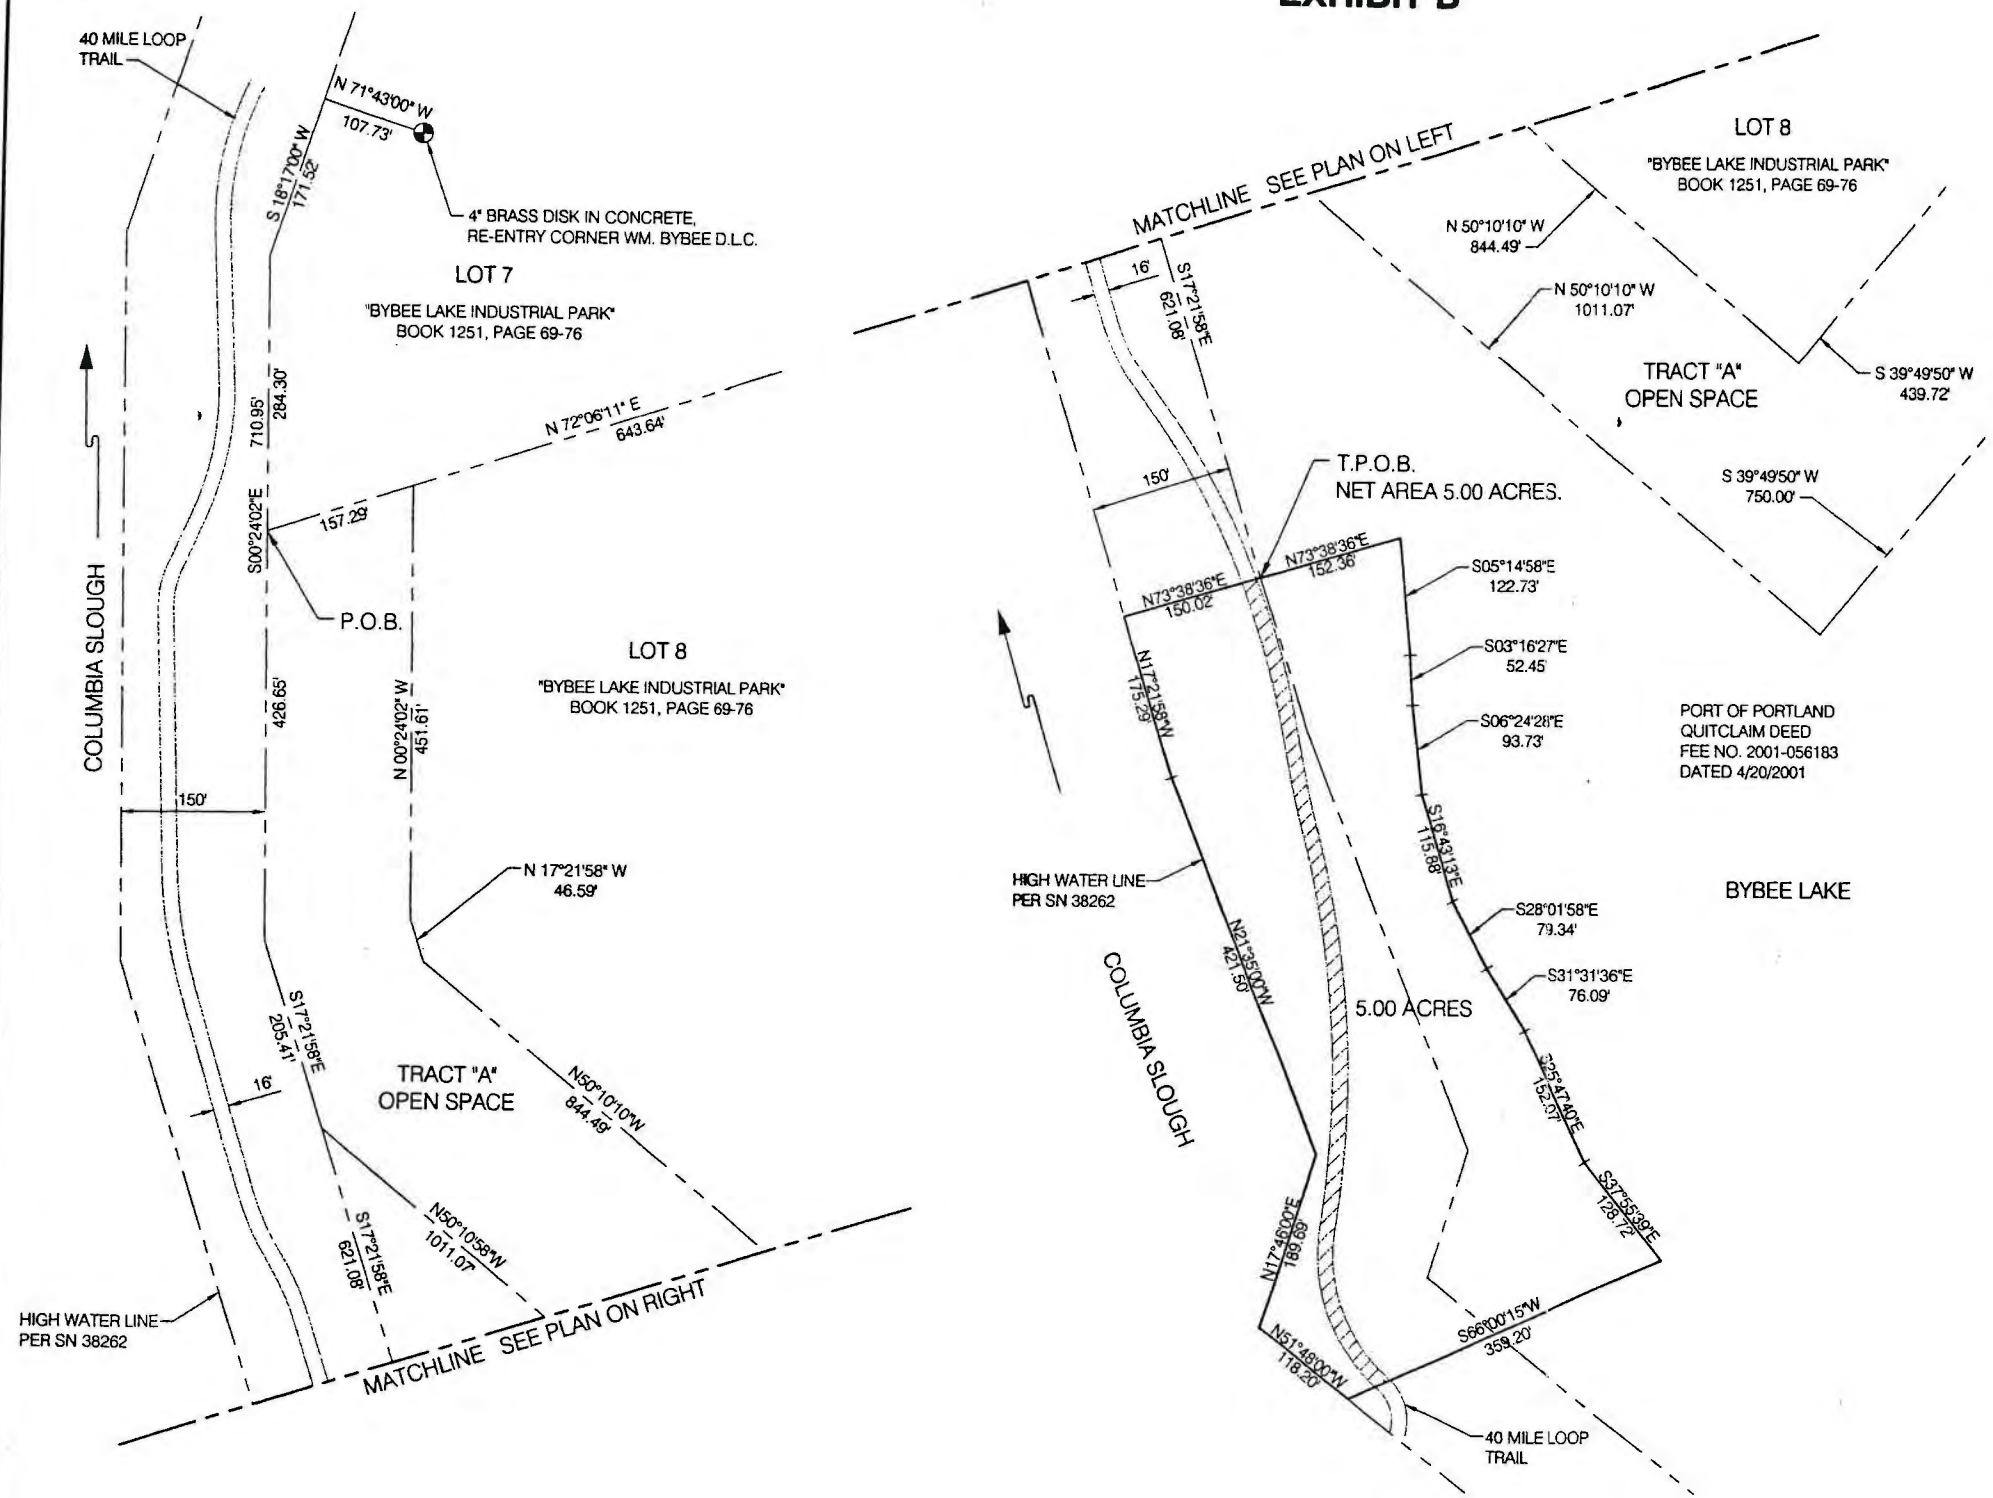 EXHIBIT B
40 MILE LOOP
TRAIL
N 71°43'00" W
107.73'
S 18°17'00" W
171.52'
4" BRASS DISK IN CONCRETE,
RE-ENTRY CORNER WM. BYBEE D.L.C.
LOT 7
"BYBEE LAKE INDUSTRIAL PARK"
BOOK 1251, PAGE 69-76
710.95'
284.30'
S00°24'02"E
N 72°06'11" E
643.64'
157.29'
P.O.B.
COLUMBIA SLOUGH
426.65'
N 00°24'02" W
451.61'
LOT 8
"BYBEE LAKE INDUSTRIAL PARK"
BOOK 1251, PAGE 69-76
150'
N 17°21'58" W
46.59'
S17°21'58"E
205.41'
16'
TRACT "A"
OPEN SPACE
N50°10'10"W
844.49'
N50°10'58"W
1011.07'
S17°21'58"E
621.08'
HIGH WATER LINE
PER SN 38262
MATCHLINE SEE PLAN ON RIGHT
MATCHLINE SEE PLAN ON LEFT
LOT 8
"BYBEE LAKE INDUSTRIAL PARK"
BOOK 1251, PAGE 69-76
N 50°10'10" W
844.49'
N 50°10'10" W
1011.07'
16'
S17°21'58"E
621.08'
TRACT "A"
OPEN SPACE
S 39°49'50" W
439.72'
S 39°49'50" W
750.00'
150'
T.P.O.B.
NET AREA 5.00 ACRES.
N73°38'36"E
150.02'
N73°38'36"E
152.36'
S05°14'58"E
122.73'
S03°16'27"E
52.45'
S06°24'28"E
93.73'
N17°21'58"W
175.29'
PORT OF PORTLAND
QUITCLAIM DEED
FEE NO. 2001-056183
DATED 4/20/2001
S16°43'13"E
115.88'
HIGH WATER LINE
PER SN 38262
BYBEE LAKE
S28°01'58"E
79.34'
N21°35'00"W
421.50'
S31°31'36"E
76.09'
5.00 ACRES
COLUMBIA SLOUGH
S25°47'40"E
152.07'
S37°55'39"E
128.72'
N17°46'00"E
189.69'
S66°00'15"W
359.20'
N51°48'00"W
118.20'
40 MILE LOOP
TRAIL